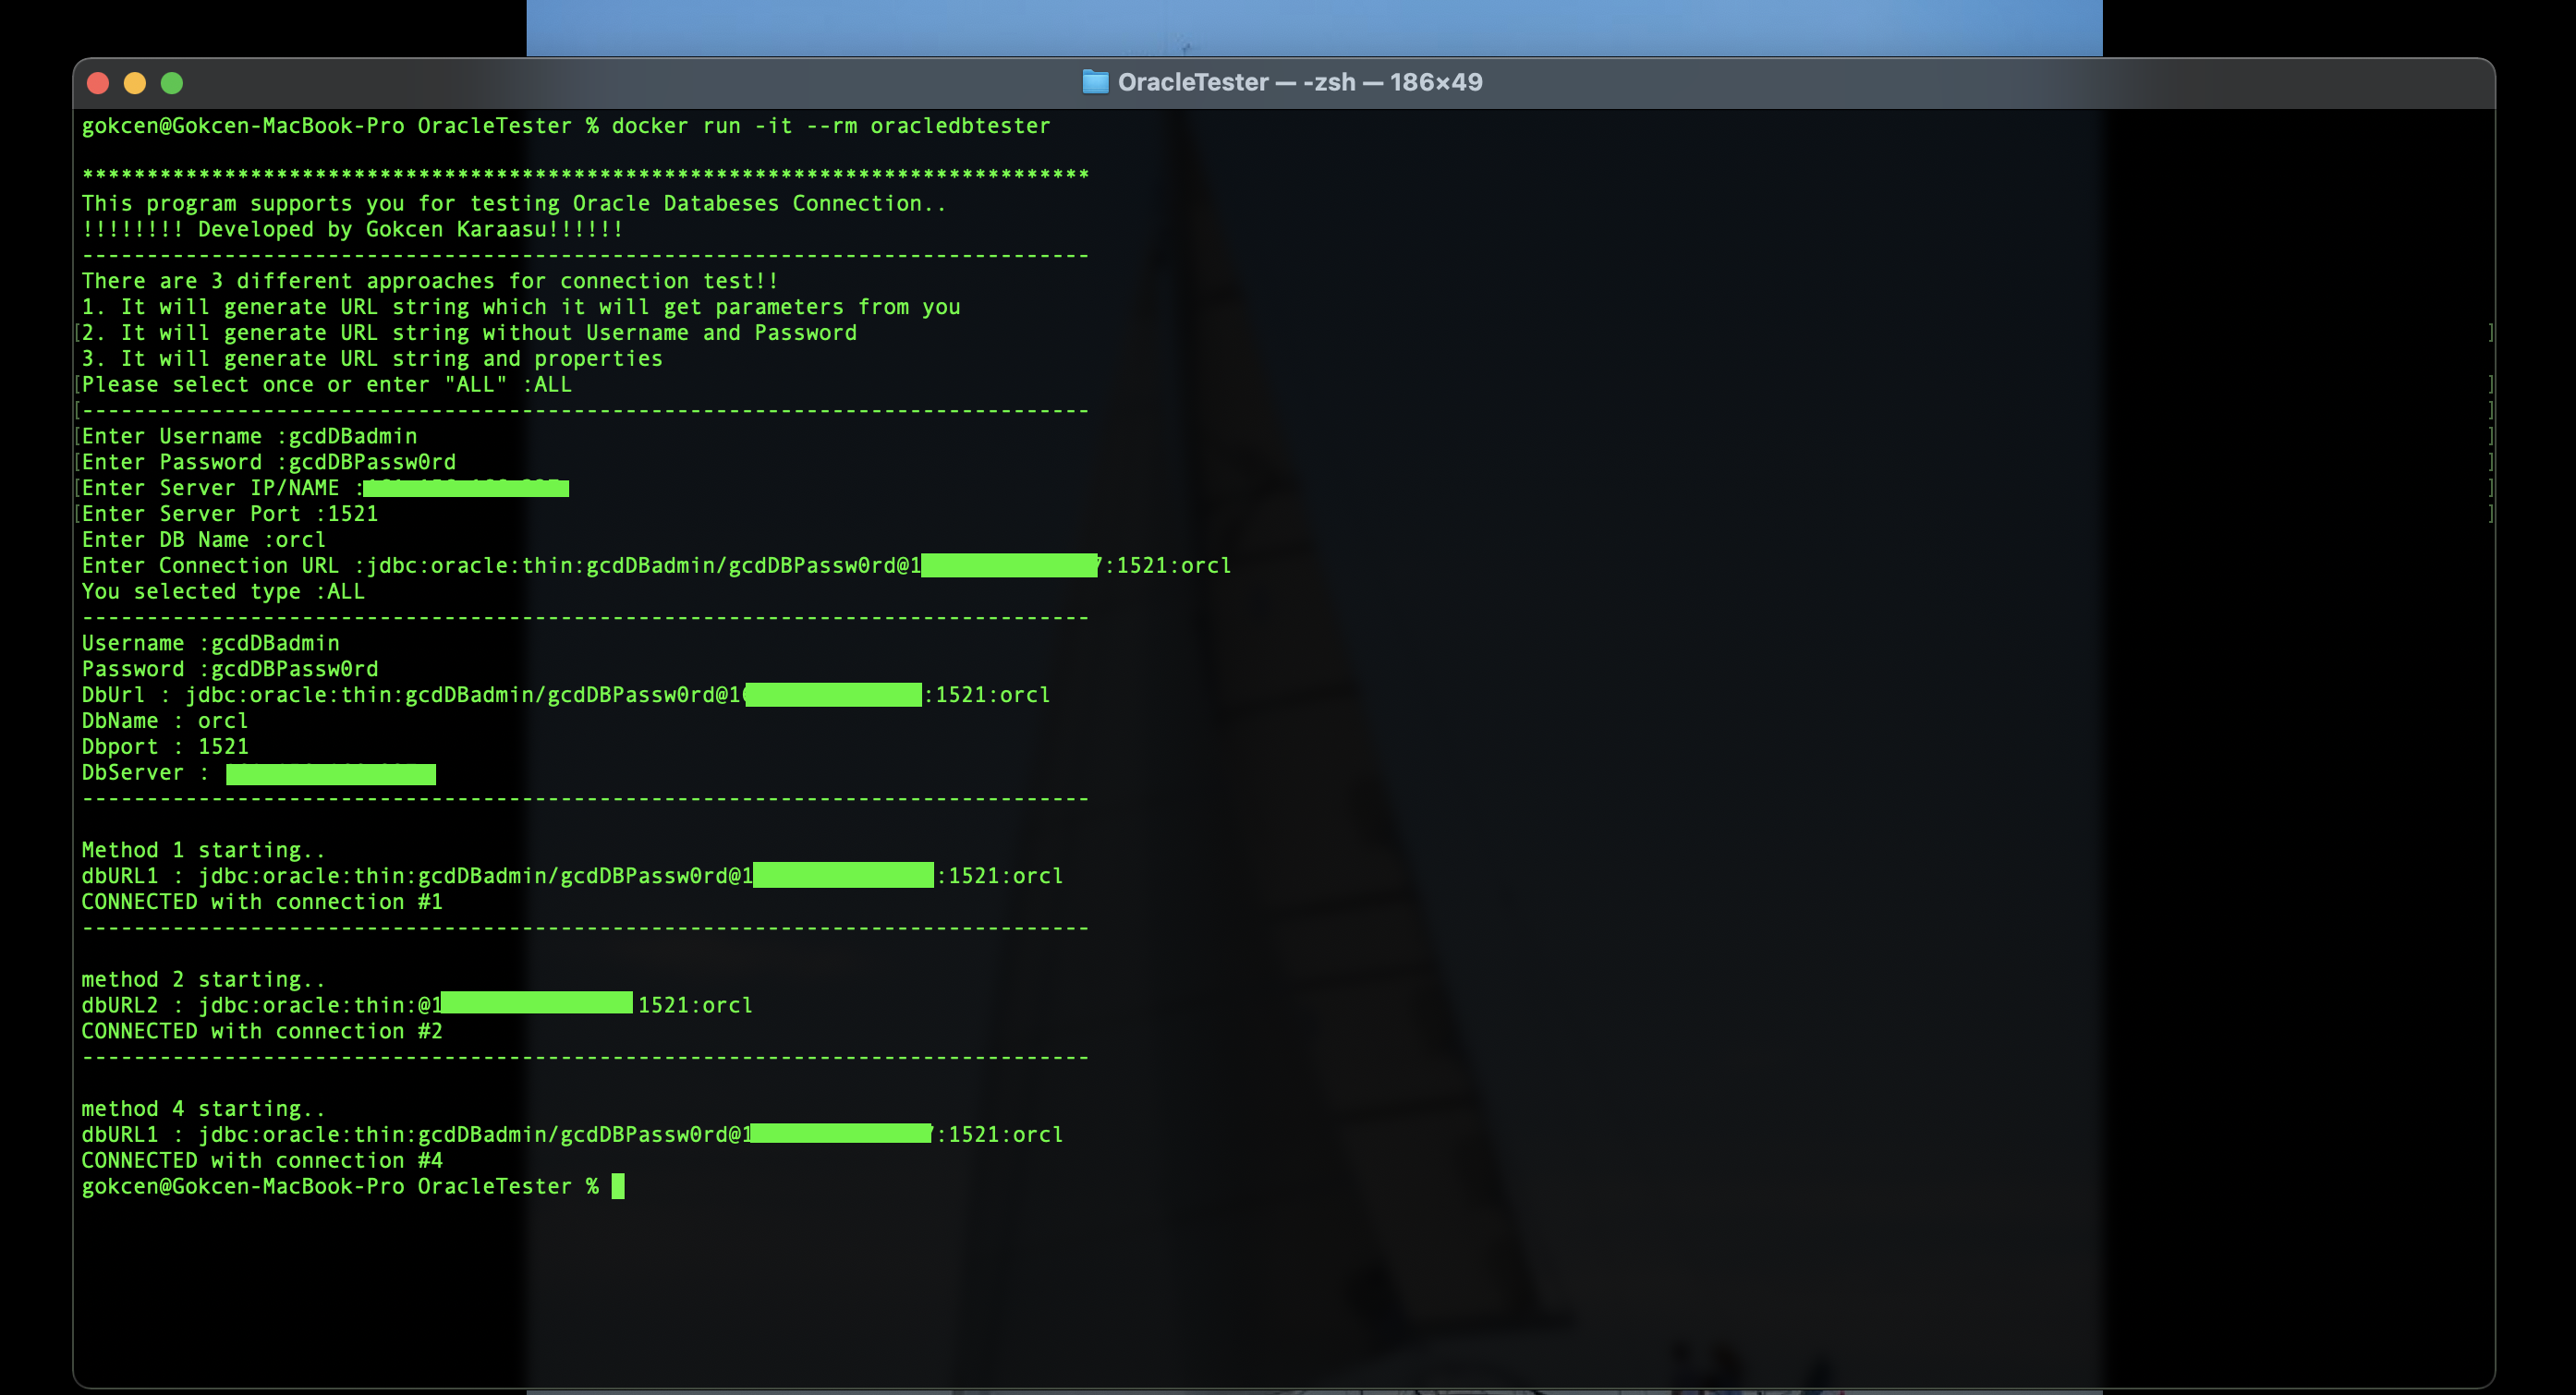 OracleTester — -zsh — 186×49
gokcen@Gokcen-MacBook-Pro OracleTester % docker run -it --rm oracledbtester
******************************************************************************
This program supports you for testing Oracle Databeses Connection..
!!!!!!!! Developed by Gokcen Karaasu!!!!!!
------------------------------------------------------------------------------
There are 3 different approaches for connection test!!
1. It will generate URL string which it will get parameters from you
[2. It will generate URL string without Username and Password ]
3. It will generate URL string and properties
[Please select once or enter "ALL" :ALL ]
[------------------------------------------------------------------------------ ]
[Enter Username :gcdDBadmin ]
[Enter Password :gcdDBPassw0rd ]
[Enter Server IP/NAME : ]
[Enter Server Port :1521 ]
Enter DB Name :orcl
Enter Connection URL :jdbc:oracle:thin:gcdDBadmin/gcdDBPassw0rd@1 :1521:orcl
You selected type :ALL
------------------------------------------------------------------------------
Username :gcdDBadmin
Password :gcdDBPassw0rd
DbUrl : jdbc:oracle:thin:gcdDBadmin/gcdDBPassw0rd@1 :1521:orcl
DbName : orcl
Dbport : 1521
DbServer :
------------------------------------------------------------------------------
Method 1 starting..
dbURL1 : jdbc:oracle:thin:gcdDBadmin/gcdDBPassw0rd@1 :1521:orcl
CONNECTED with connection #1
------------------------------------------------------------------------------
method 2 starting..
dbURL2 : jdbc:oracle:thin:@1 1521:orcl
CONNECTED with connection #2
------------------------------------------------------------------------------
method 4 starting..
dbURL1 : jdbc:oracle:thin:gcdDBadmin/gcdDBPassw0rd@1 :1521:orcl
CONNECTED with connection #4
gokcen@Gokcen-MacBook-Pro OracleTester %